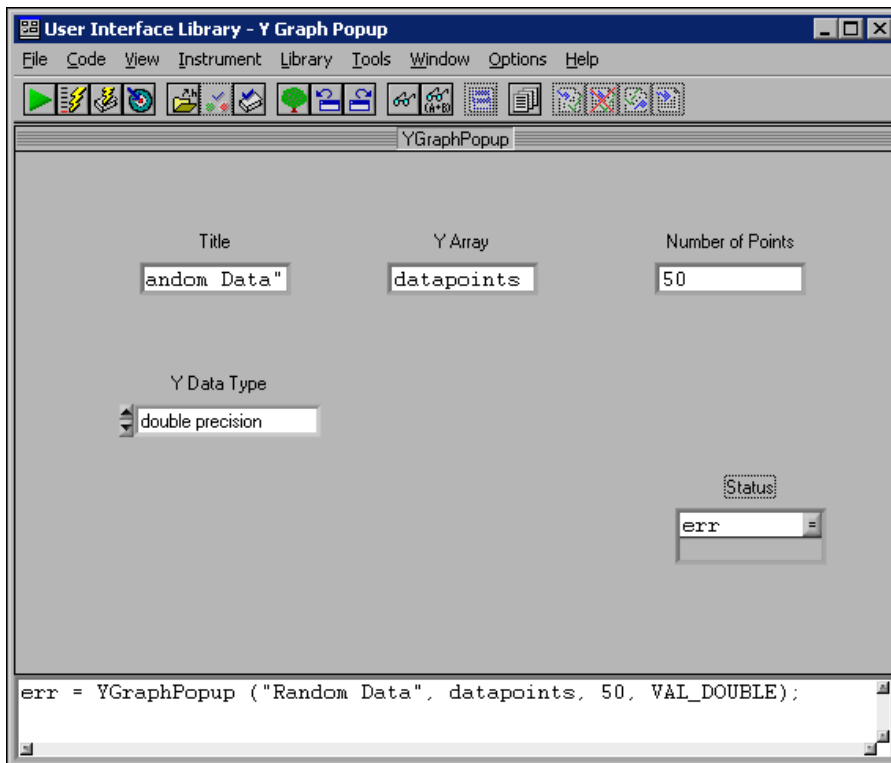 User Interface Library - Y Graph Popup
File Code View Instrument Library Tools Window Options Help
YGraphPopup
Title Y Array Number of Points
andom Data" datapoints 50
Y Data Type
double precision
Status
err =
err = YGraphPopup ("Random Data", datapoints, 50, VAL_DOUBLE);